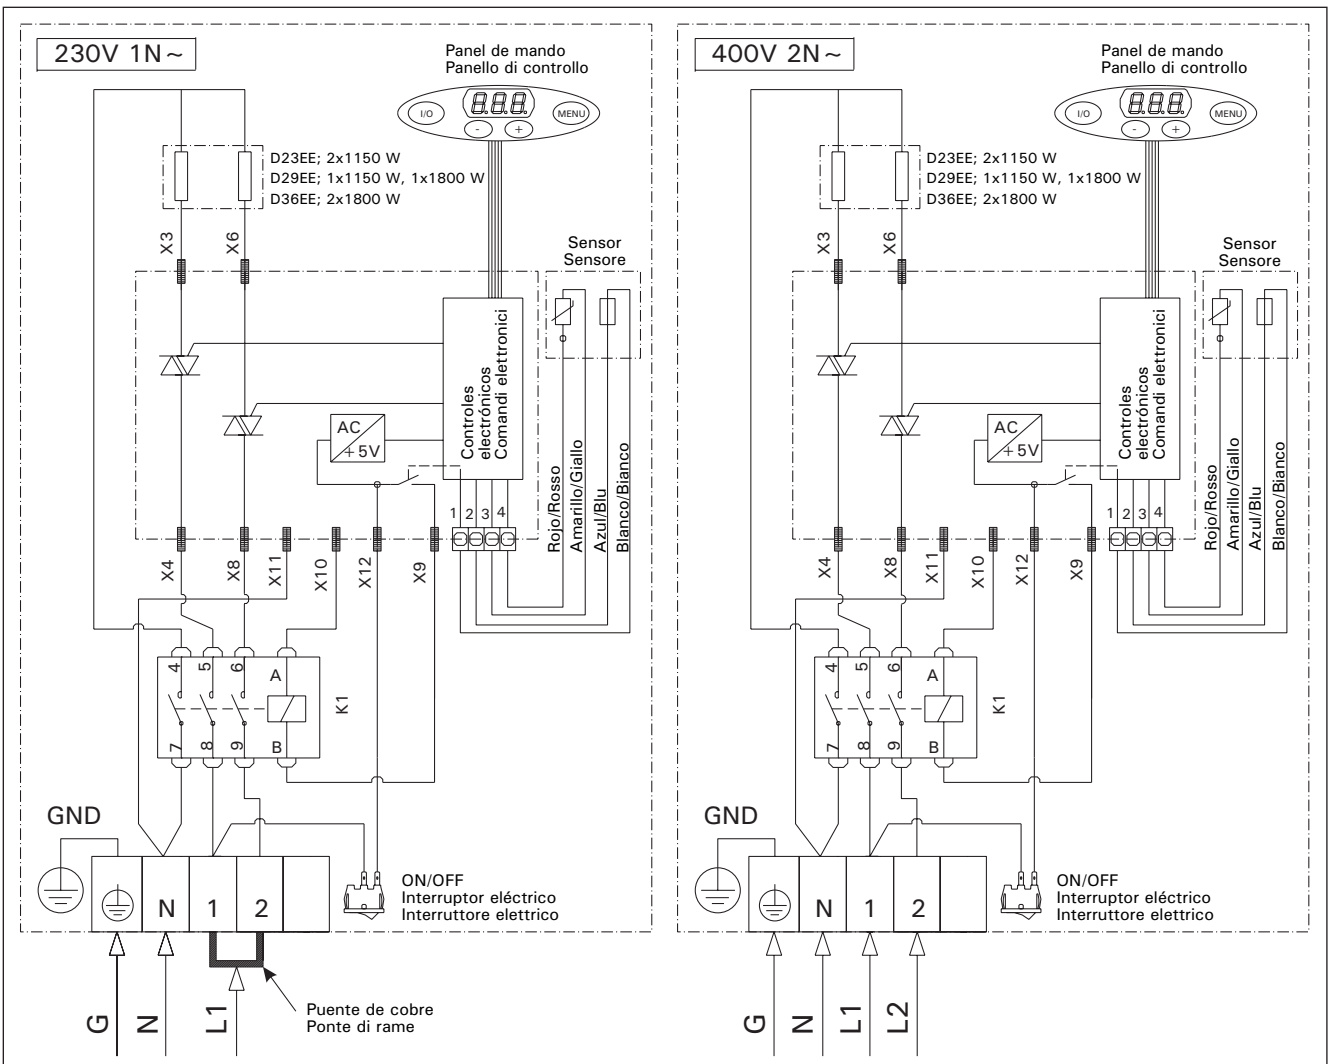 230V 1N~
Panel de mando
Panello di controllo
I/O
8.8.8.
MENU
-
+
D23EE; 2x1150 W
D29EE; 1x1150 W, 1x1800 W
D36EE; 2x1800 W
X3
X6
Sensor
Sensore
Controles
electrónicos
Comandi elettronici
AC
+5V
1
2
3
4
Rojo/Rosso
Amarillo/Giallo
Azul/Blu
Blanco/Bianco
X4
X8
X11
X10
X12
X9
4
5
6
A
K1
7
8
9
B
GND
N
1
2
ON/OFF
Interruptor eléctrico
Interruttore elettrico
G
N
L1
Puente de cobre
Ponte di rame
400V 2N~
Panel de mando
Panello di controllo
I/O
8.8.8.
MENU
-
+
D23EE; 2x1150 W
D29EE; 1x1150 W, 1x1800 W
D36EE; 2x1800 W
X3
X6
Sensor
Sensore
Controles
electrónicos
Comandi elettronici
AC
+5V
1
2
3
4
Rojo/Rosso
Amarillo/Giallo
Azul/Blu
Blanco/Bianco
X4
X8
X11
X10
X12
X9
4
5
6
A
K1
7
8
9
B
GND
N
1
2
ON/OFF
Interruptor eléctrico
Interruttore elettrico
G
N
L1
L2